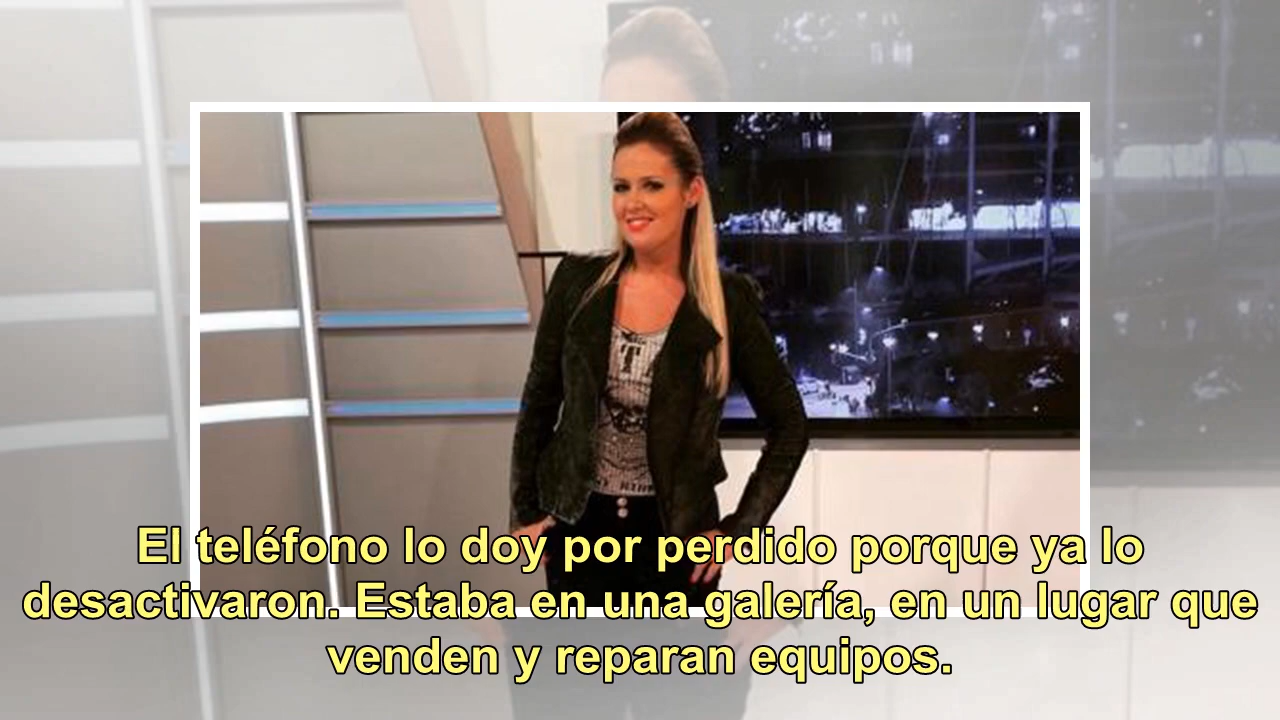 El teléfono lo doy por perdido porque ya lo
desactivaron. Estaba en una galería, en un lugar que
venden y reparan equipos.